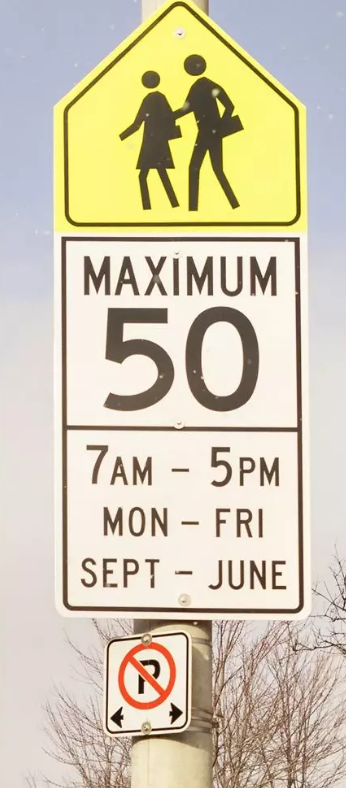 MAXIMUM
50
7AM – 5PM
MON – FRI
SEPT – JUNE
P